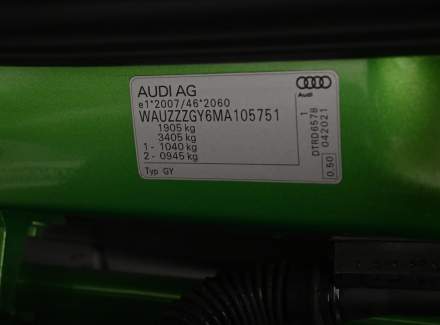 AUDI AG
e1*2007/46*2060
WAUZZZGY6MA105751
1905 kg
3405 kg
1 - 1040 kg
2 - 0945 kg
Typ GY
Audi
1
DTRD6578
042021
0.50